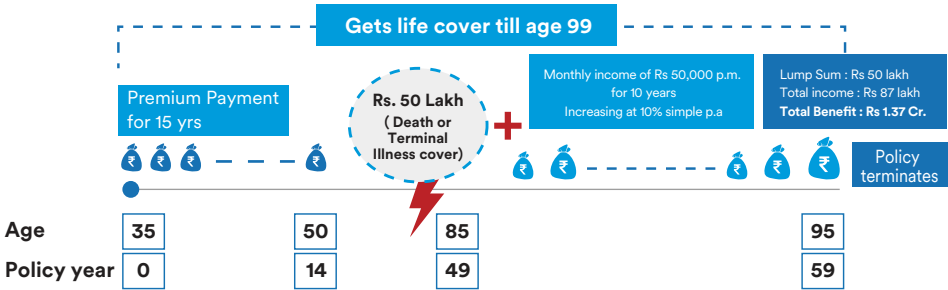 Gets life cover till age 99
Premium Payment
for 15 yrs
Rs. 50 Lakh
( Death or
Terminal
Illness cover)
+
Monthly income of Rs 50,000 p.m.
for 10 years
Increasing at 10% simple p.a
Lump Sum : Rs 50 lakh
Total income : Rs 87 lakh
Total Benefit : Rs 1.37 Cr.
₹ ₹ ₹ ₹ ₹ ₹ ₹ ₹ ₹
Policy
terminates
Age 35 50 85 95
Policy year 0 14 49 59